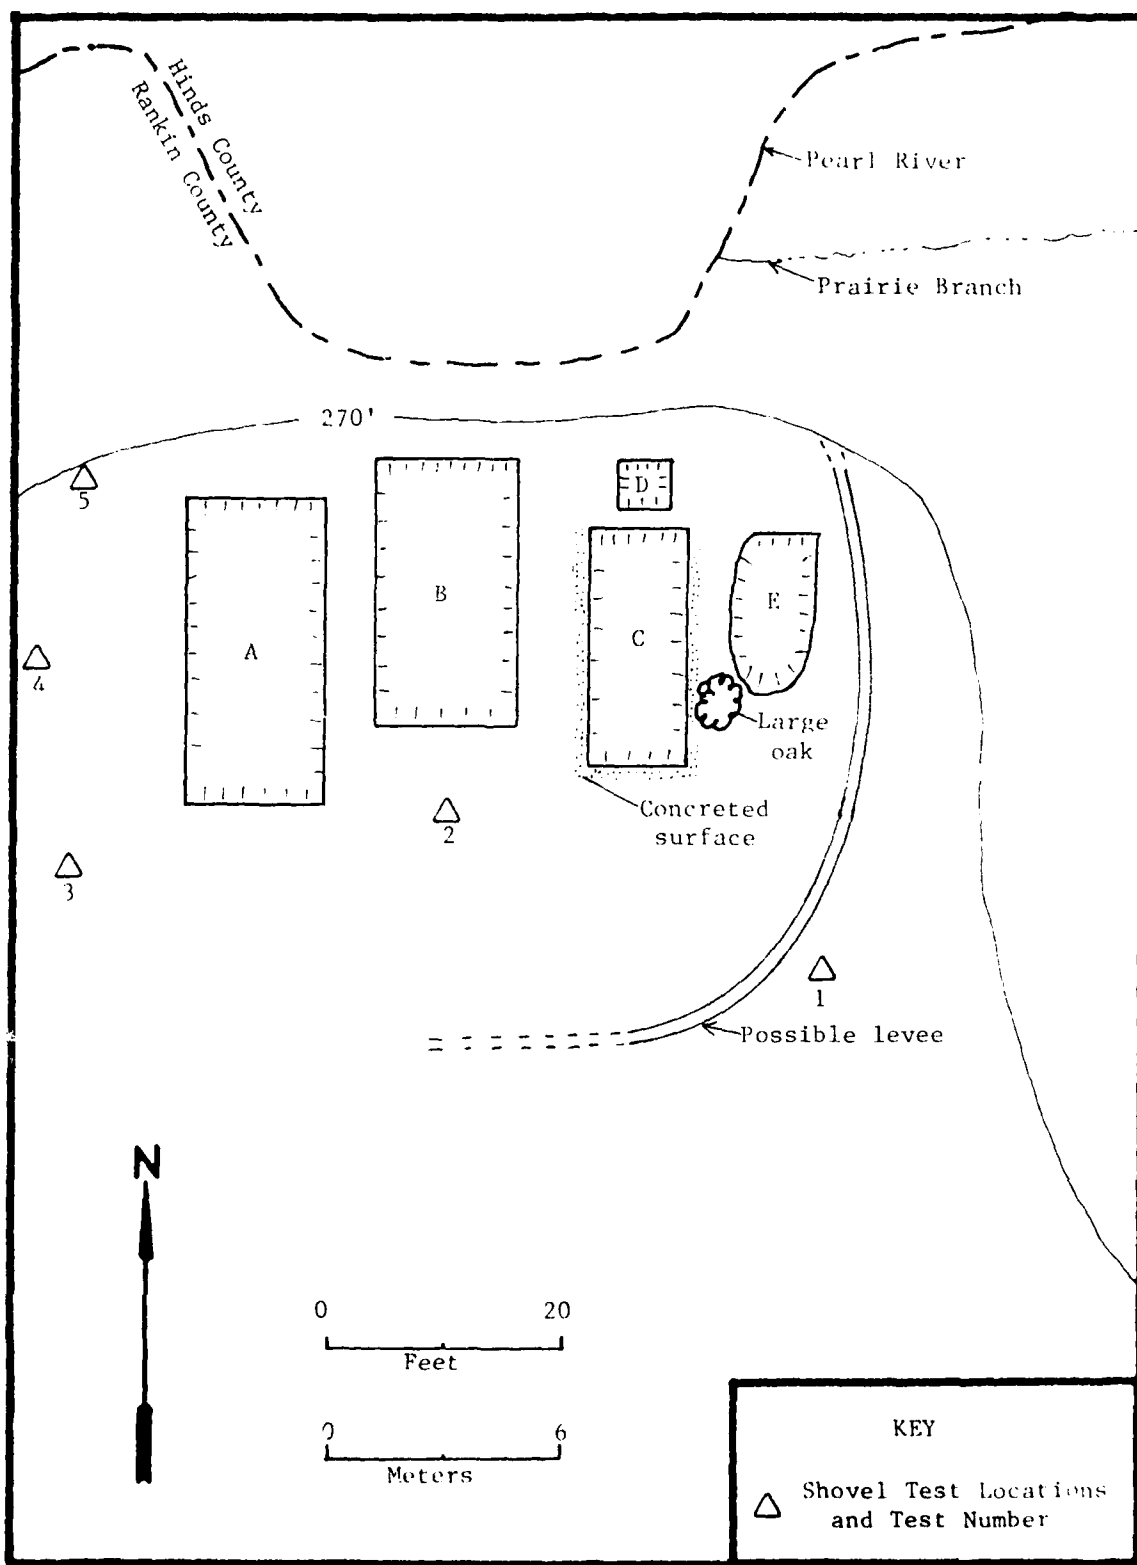 Hinds County
Rankin County
Pearl River
Prairie Branch
270'
5
D
B
E
A
C
4
Large
oak
Concreted
surface
2
3
1
Possible levee
N
0 20
Feet
0 6
Meters
KEY
Shovel Test Locations
and Test Number